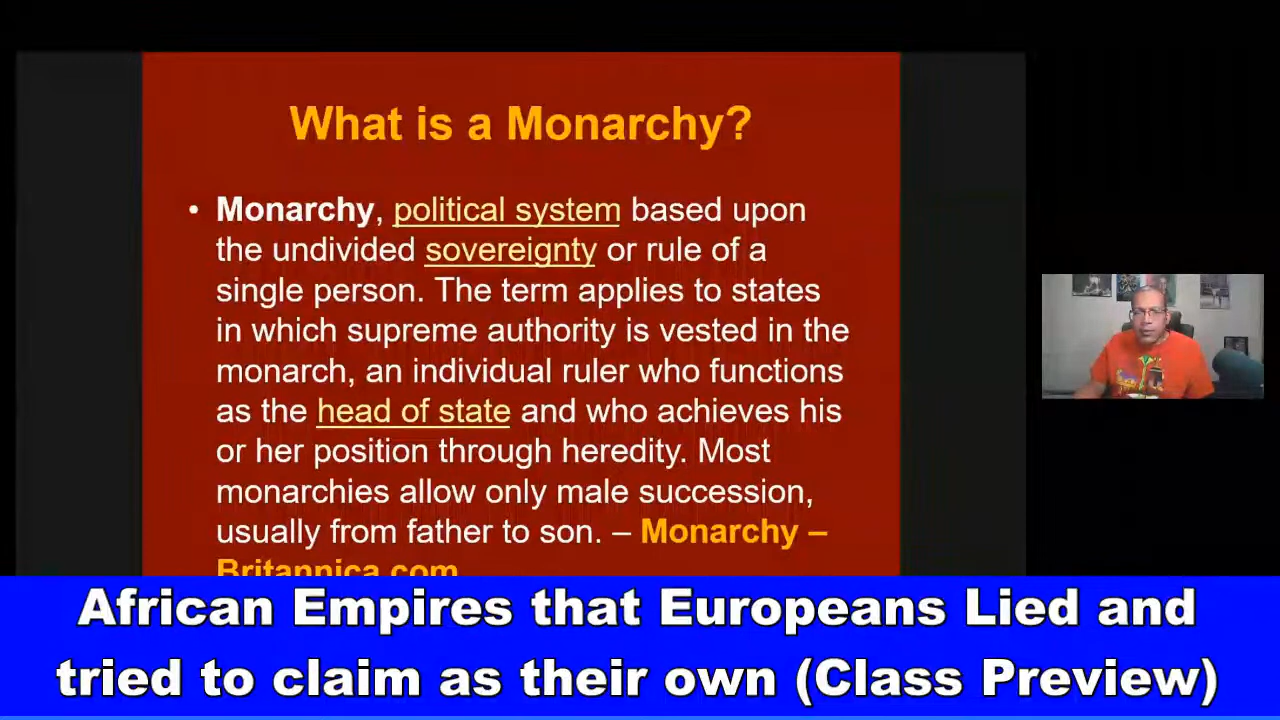 What is a Monarchy?
• Monarchy, political system based upon
the undivided sovereignty or rule of a
single person. The term applies to states
in which supreme authority is vested in the
monarch, an individual ruler who functions
as the head of state and who achieves his
or her position through heredity. Most
monarchies allow only male succession,
usually from father to son. – Monarchy –
Britannica.com
African Empires that Europeans Lied and
tried to claim as their own (Class Preview)